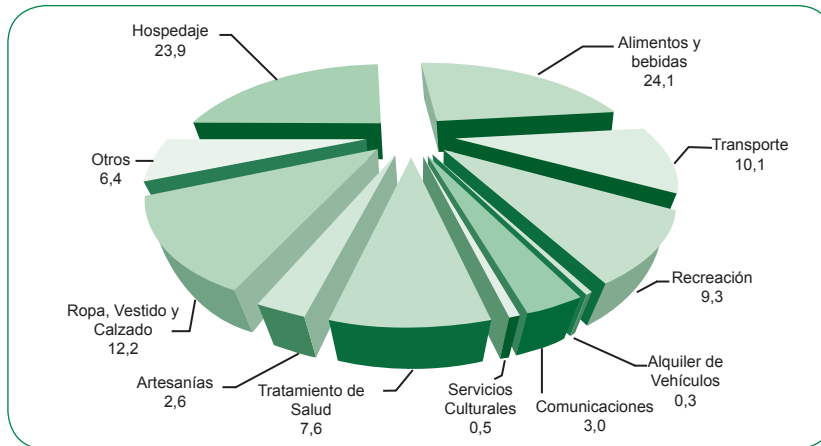 Hospedaje
23,9
Alimentos y
bebidas
24,1
Otros
6,4
Transporte
10,1
Recreación
9,3
Ropa, Vestido y
Calzado
12,2
Artesanías
2,6
Tratamiento de
Salud
7,6
Servicios
Culturales
0,5
Comunicaciones
3,0
Alquiler de
Vehículos
0,3